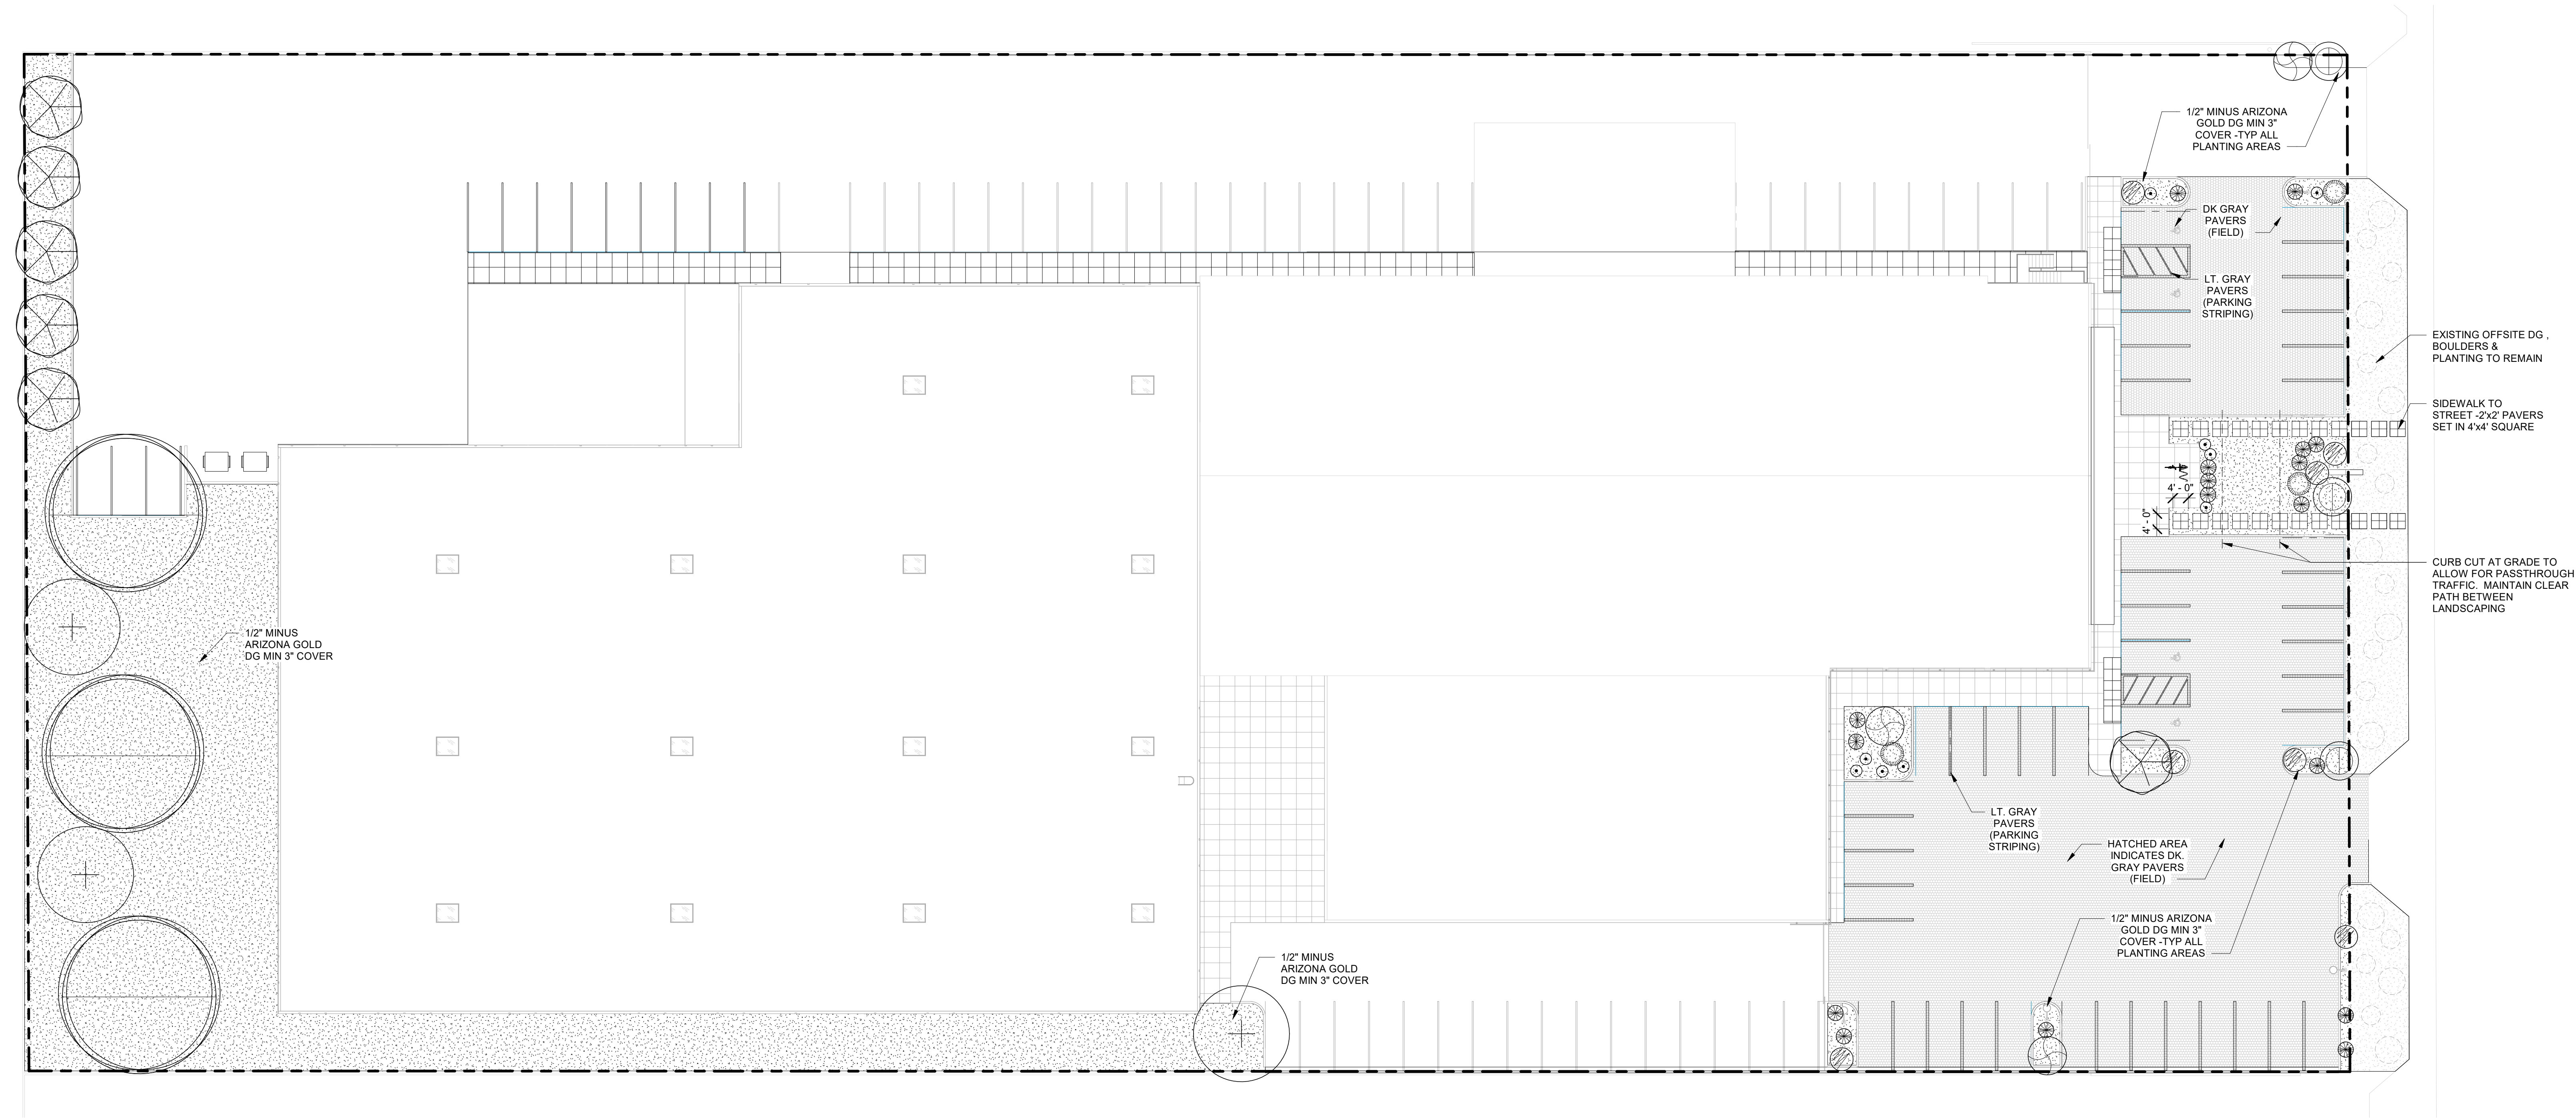 1/2" MINUS ARIZONA
GOLD DG MIN 3"
COVER -TYP ALL
PLANTING AREAS
DK GRAY
PAVERS
(FIELD)
LT. GRAY
PAVERS
(PARKING
STRIPING)
EXISTING OFFSITE DG ,
BOULDERS &
PLANTING TO REMAIN
SIDEWALK TO
STREET -2'x2' PAVERS
SET IN 4'x4' SQUARE
4' - 0"
4' - 0"
CURB CUT AT GRADE TO
ALLOW FOR PASSTHROUGH
TRAFFIC. MAINTAIN CLEAR
PATH BETWEEN
LANDSCAPING
1/2" MINUS
ARIZONA GOLD
DG MIN 3" COVER
LT. GRAY
PAVERS
(PARKING
STRIPING)
HATCHED AREA
INDICATES DK.
GRAY PAVERS
(FIELD)
1/2" MINUS ARIZONA
GOLD DG MIN 3"
COVER -TYP ALL
PLANTING AREAS
1/2" MINUS
ARIZONA GOLD
DG MIN 3" COVER